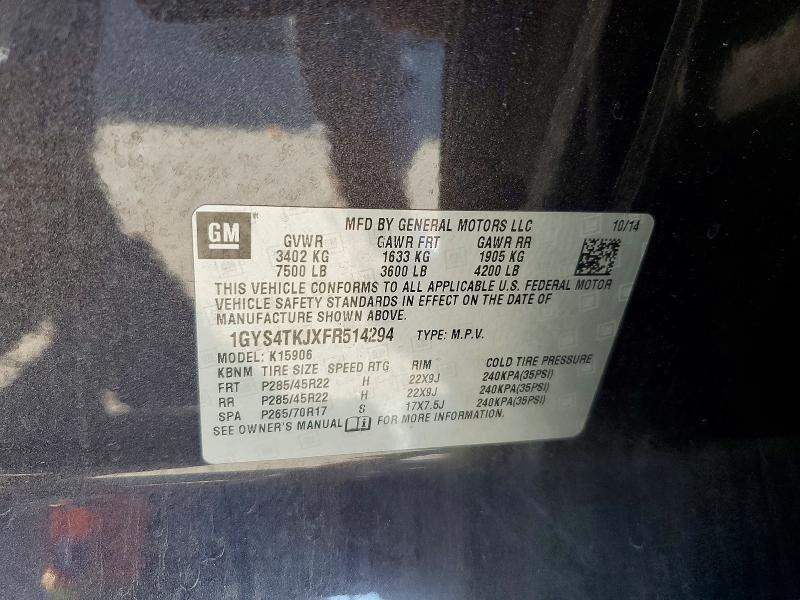 GM
MFD BY GENERAL MOTORS LLC 10/14
GVWR GAWR FRT GAWR RR
3402 KG 1633 KG 1905 KG
7500 LB 3600 LB 4200 LB
THIS VEHICLE CONFORMS TO ALL APPLICABLE U.S. FEDERAL MOTOR
VEHICLE SAFETY STANDARDS IN EFFECT ON THE DATE OF
MANUFACTURE SHOWN ABOVE.
1GYS4TKJXFR514294 TYPE: M.P.V.
MODEL: K15906
KBNM TIRE SIZE SPEED RTG RIM COLD TIRE PRESSURE
FRT P285/45R22 H 22X9J 240KPA(35PSI)
RR P285/45R22 H 22X9J 240KPA(35PSI)
SPA P265/70R17 S 17X7.5J 240KPA(35PSI)
SEE OWNER'S MANUAL FOR MORE INFORMATION.